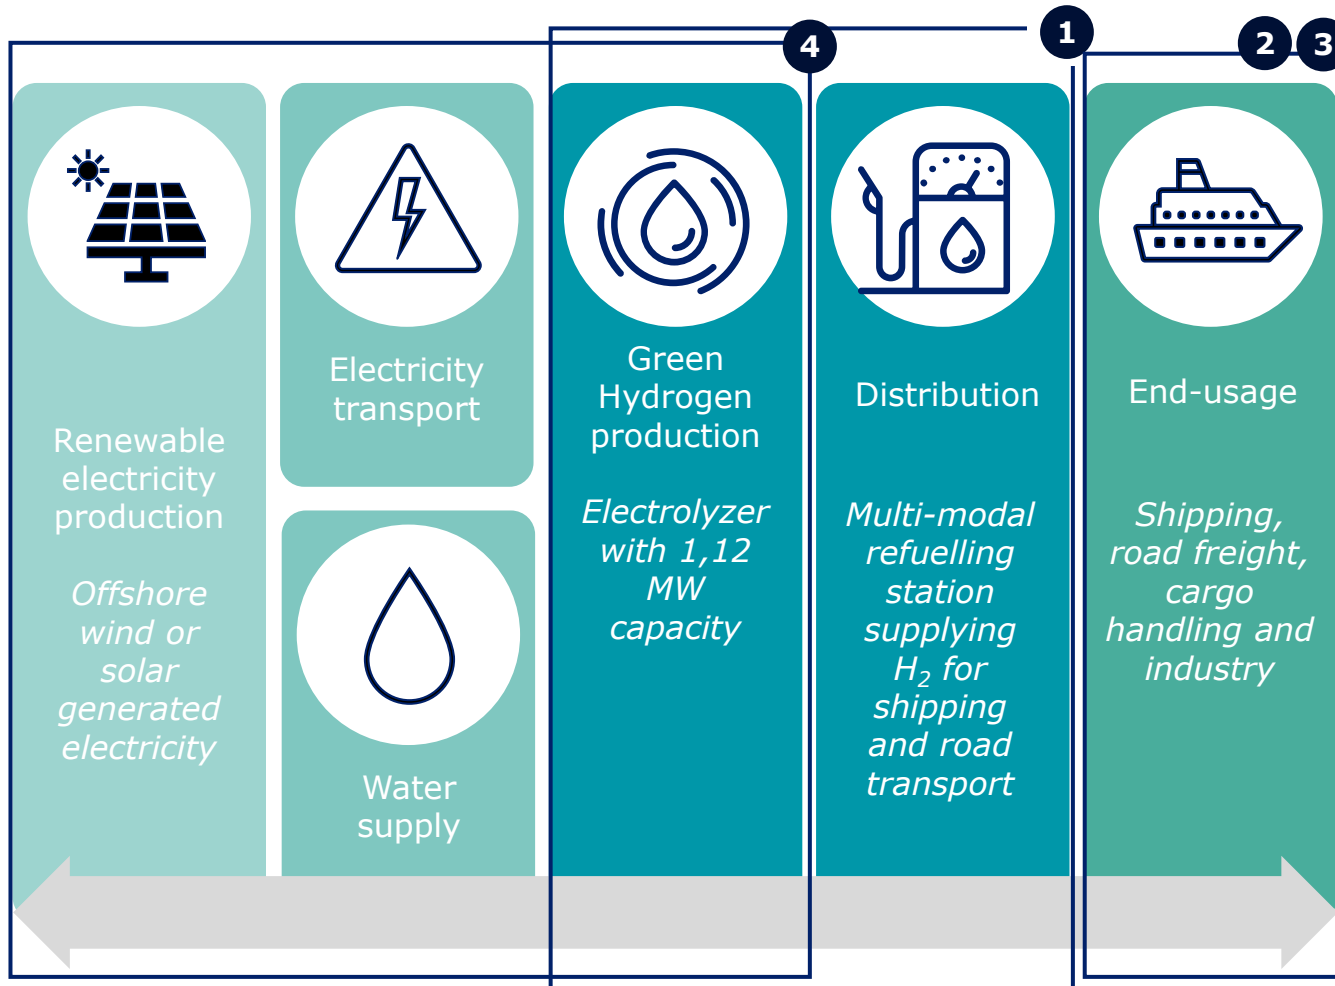 4
1
2
3
Renewable
electricity
production
Offshore
wind or
solar
generated
electricity
Electricity
transport
Water
supply
Green
Hydrogen
production
Electrolyzer
with 1,12
MW
capacity
Distribution
Multi-modal
refuelling
station
supplying
H₂ for
shipping
and road
transport
End-usage
Shipping,
road freight,
cargo
handling and
industry